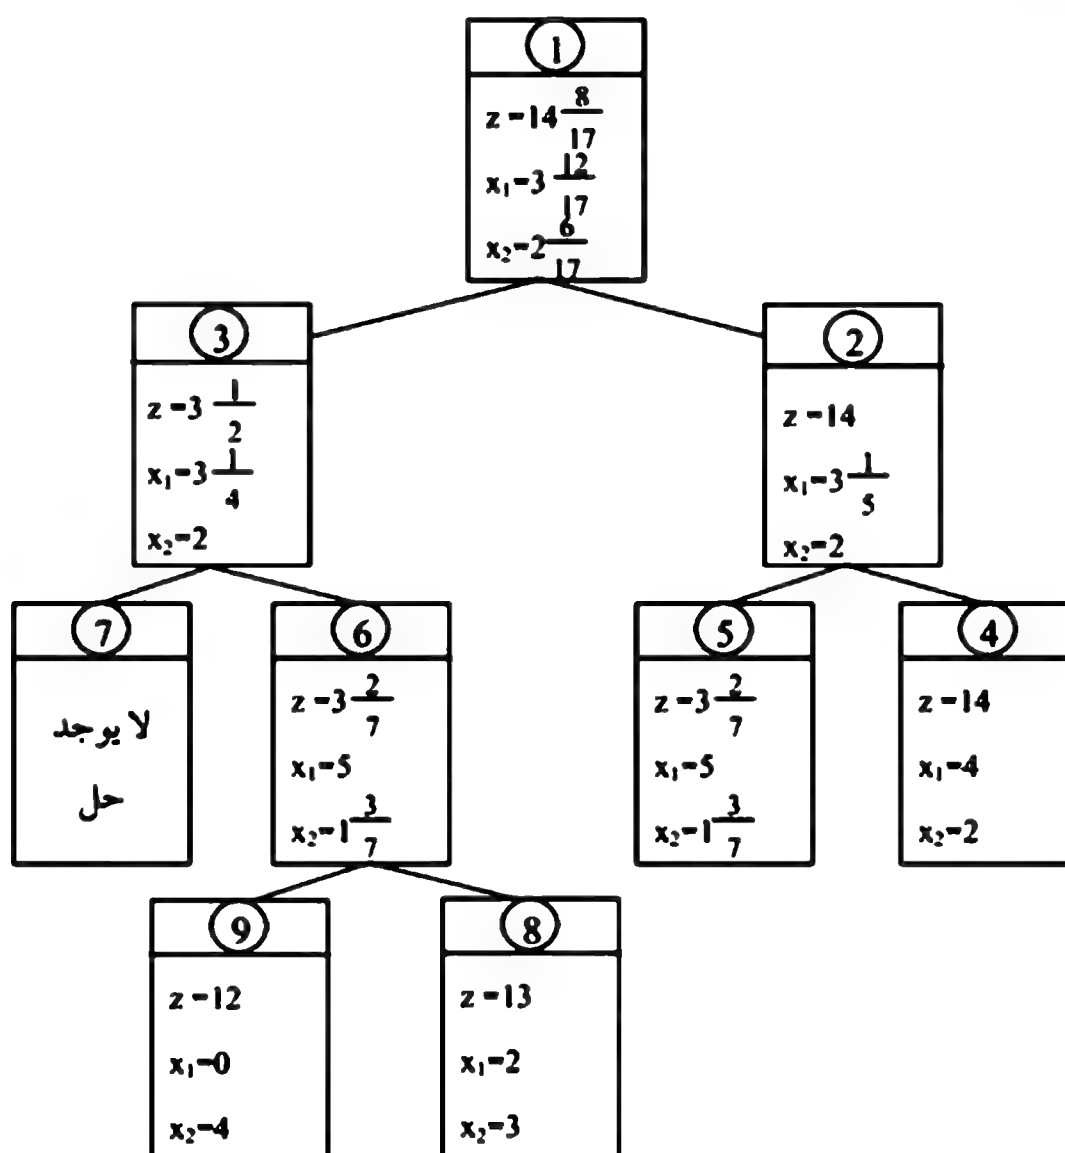 1
z =14 8/17
x₁=3 12/17
x₂=2 6/17
3
z =3 1/2
x₁=3 1/4
x₂=2
2
z =14
x₁=3 1/5
x₂=2
7
لا يوجد
حل
6
z =3 2/7
x₁=5
x₂=1 3/7
5
z =3 2/7
x₁=5
x₂=1 3/7
4
z =14
x₁=4
x₂=2
9
z =12
x₁=0
x₂=4
8
z =13
x₁=2
x₂=3